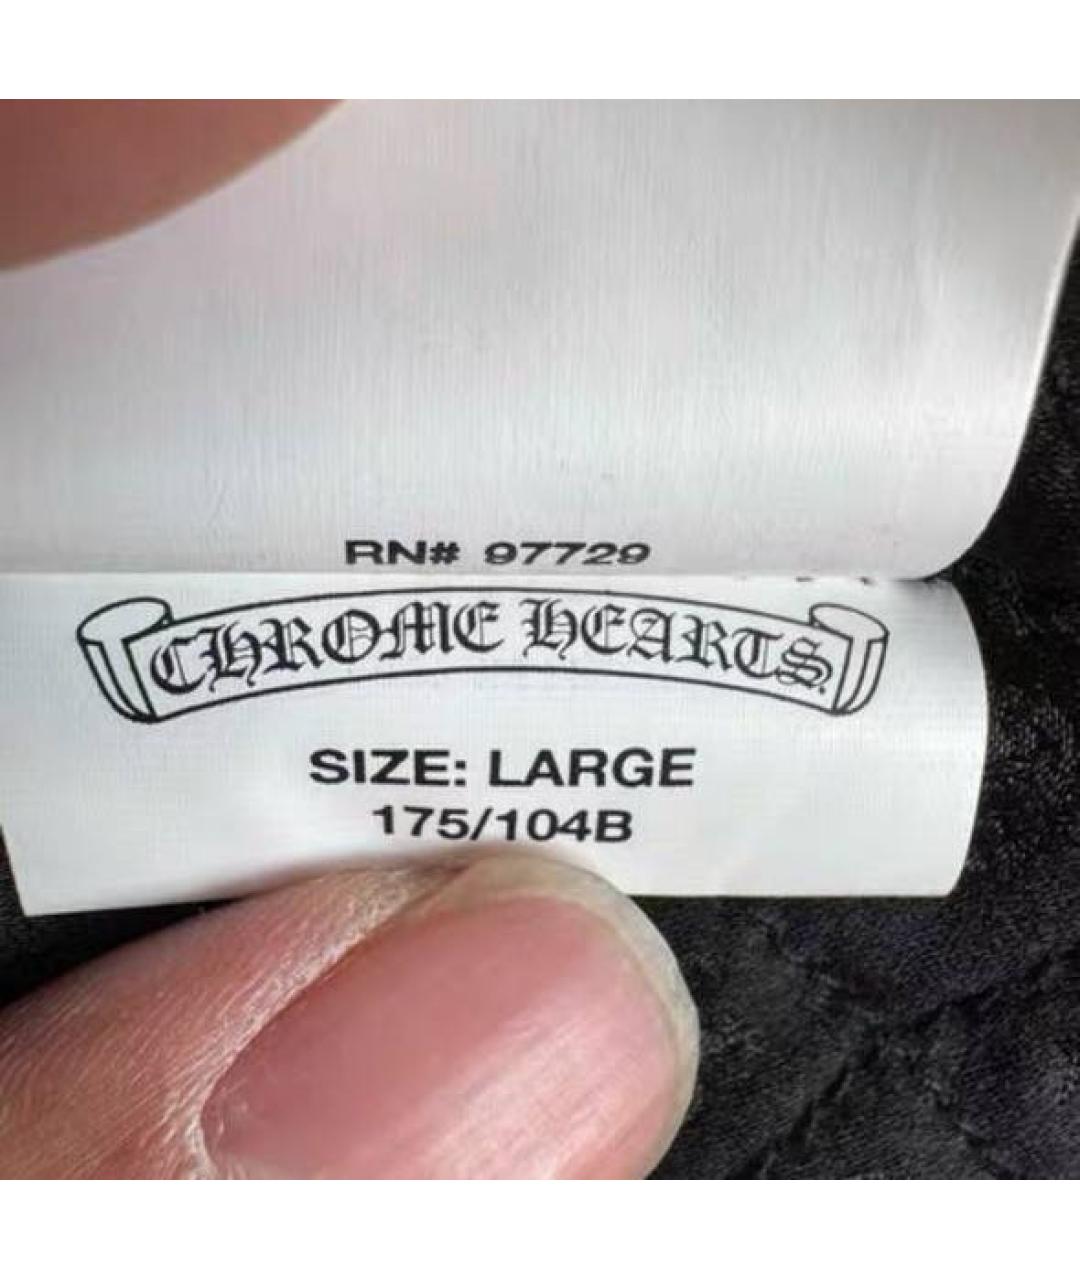 RN# 97729
CHROME HEARTS
SIZE: LARGE
175/104B